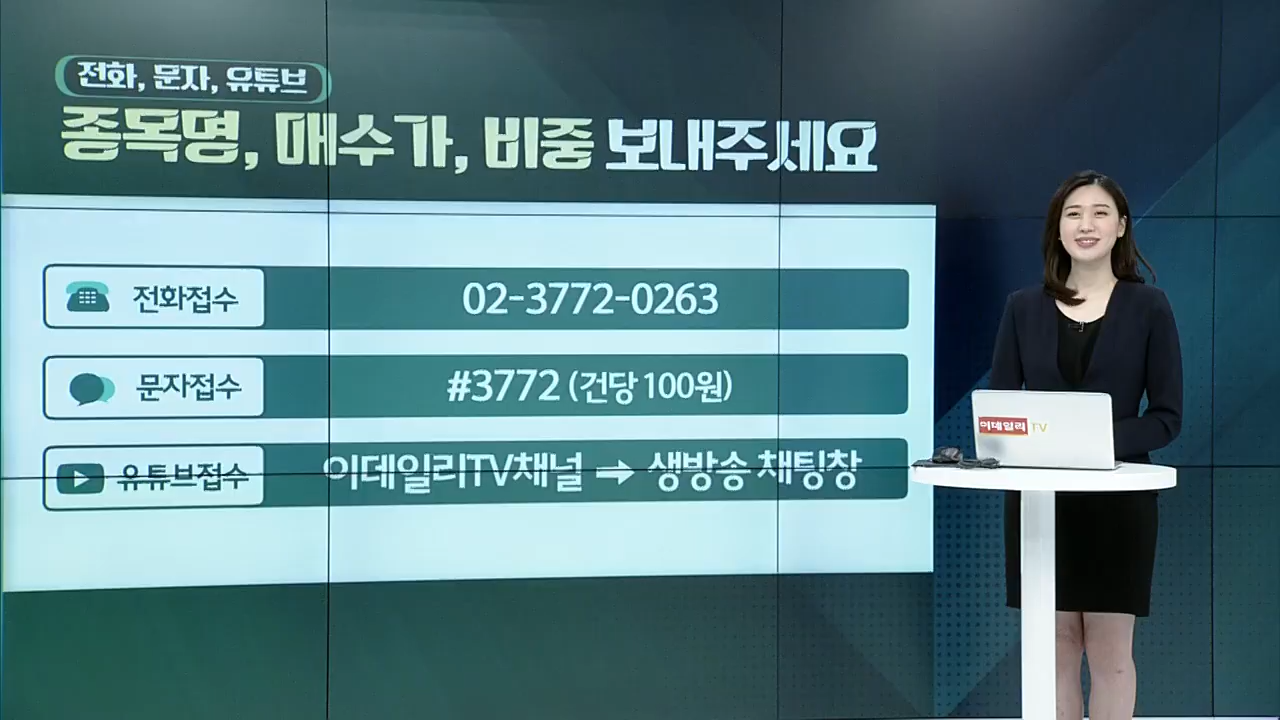 전화, 문자, 유튜브
종목명, 매수가, 비중 보내주세요
전화접수 02-3772-0263
문자접수 #3772 (건당 100원)
유튜브접수 이데일리TV채널 → 생방송 채팅창
이데일리 TV